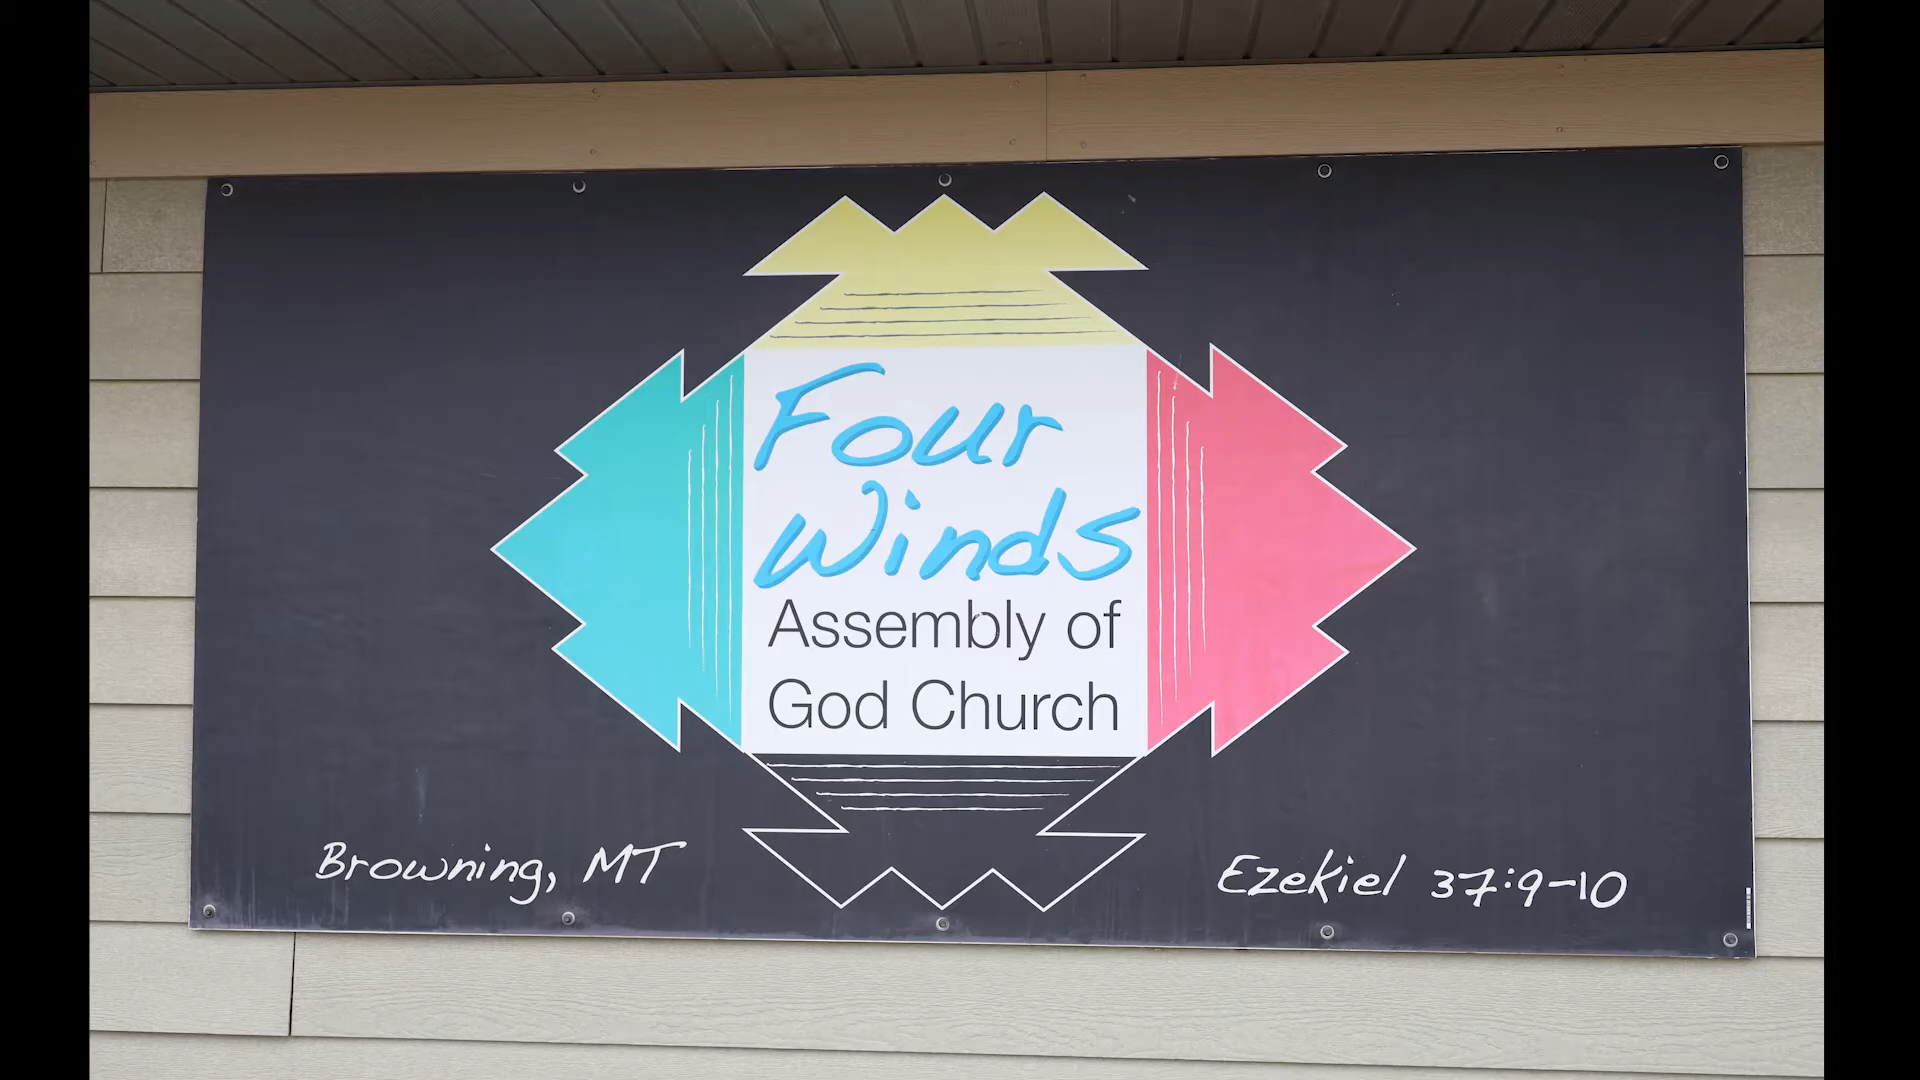 Four
Winds
Assembly of
God Church
Browning, MT
Ezekiel 37:9-10